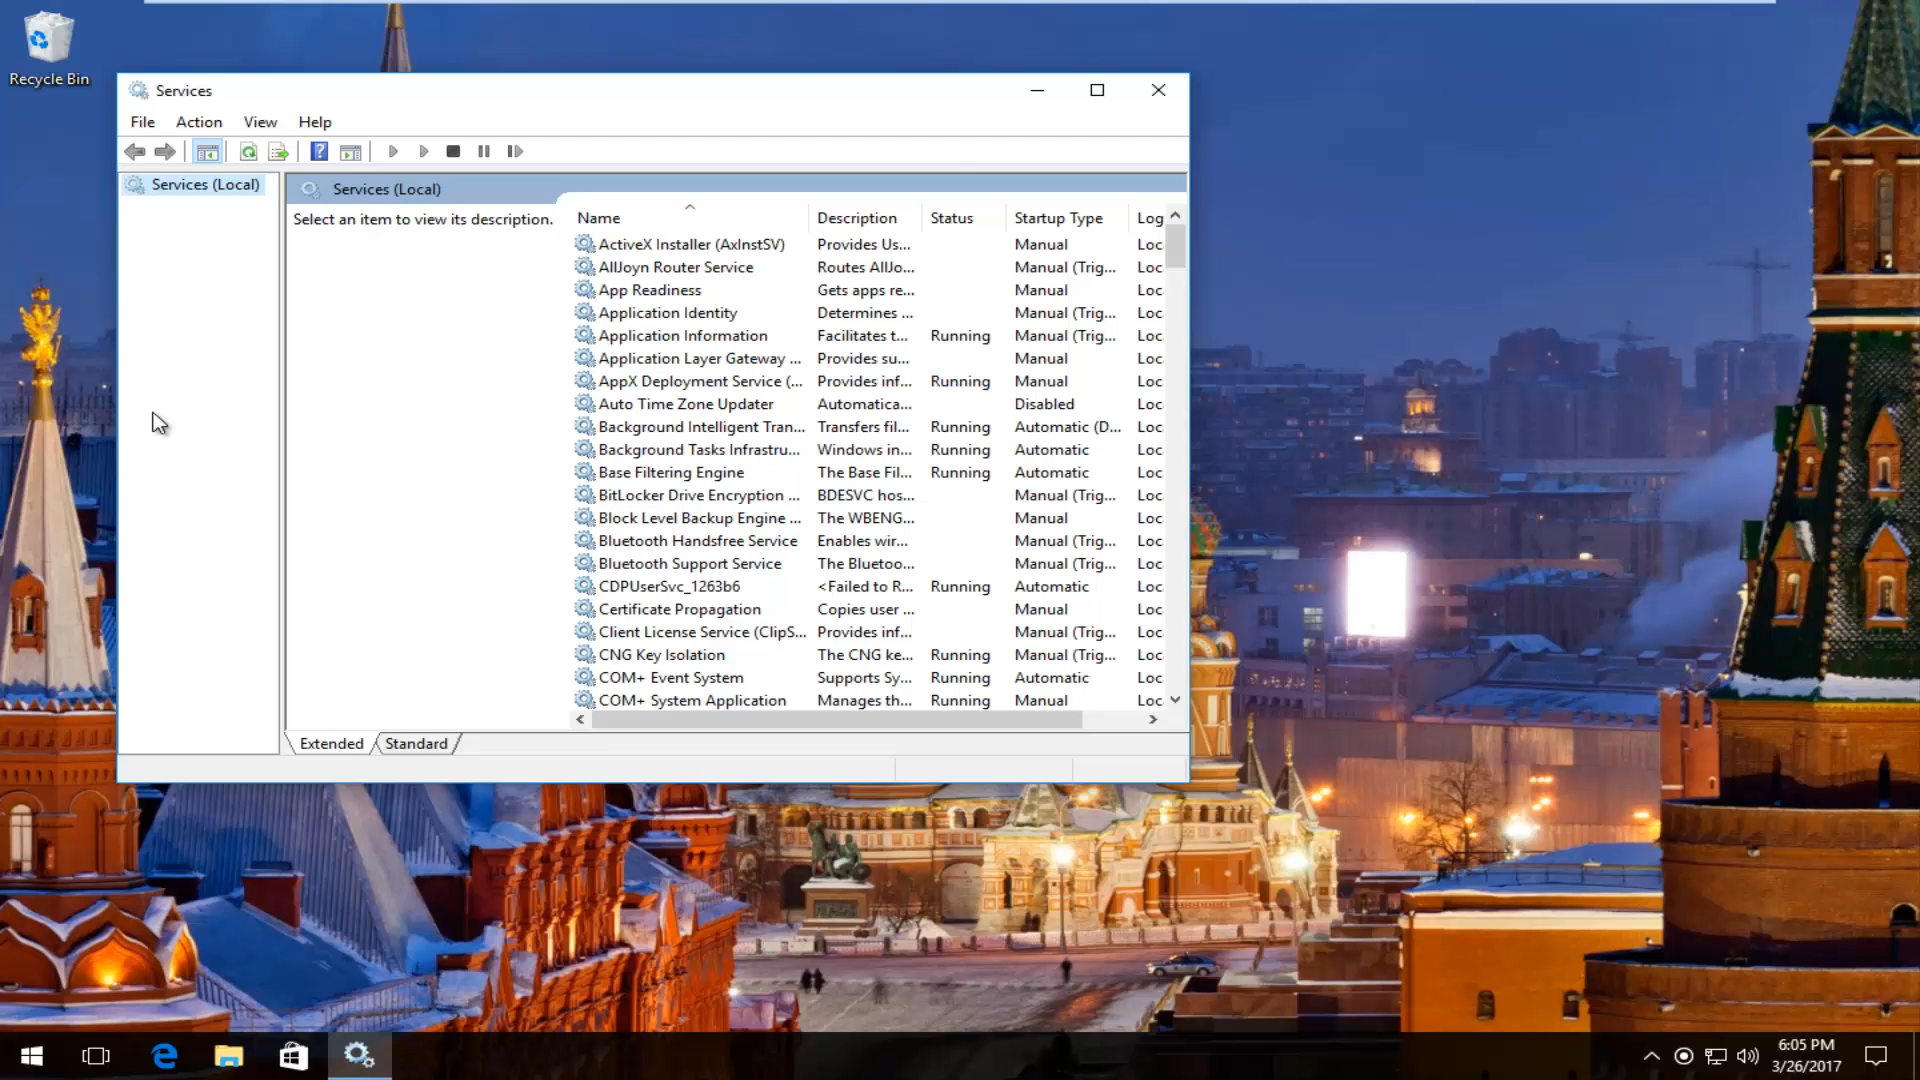 Recycle Bin
Services
File Action View Help
Services (Local)
Services (Local)
Select an item to view its description.
Name Description Status Startup Type Log
ActiveX Installer (AxInstSV) Provides Us... Manual Loc
AllJoyn Router Service Routes AllJo... Manual (Trig... Loc
App Readiness Gets apps re... Manual Loc
Application Identity Determines ... Manual (Trig... Loc
Application Information Facilitates t... Running Manual (Trig... Loc
Application Layer Gateway ... Provides su... Manual Loc
AppX Deployment Service (... Provides inf... Running Manual Loc
Auto Time Zone Updater Automatica... Disabled Loc
Background Intelligent Tran... Transfers fil... Running Automatic (D... Loc
Background Tasks Infrastru... Windows in... Running Automatic Loc
Base Filtering Engine The Base Fil... Running Automatic Loc
BitLocker Drive Encryption ... BDESVC hos... Manual (Trig... Loc
Block Level Backup Engine ... The WBENG... Manual Loc
Bluetooth Handsfree Service Enables wir... Manual (Trig... Loc
Bluetooth Support Service The Bluetoo... Manual (Trig... Loc
CDPUserSvc_1263b6 <Failed to R... Running Automatic Loc
Certificate Propagation Copies user ... Manual Loc
Client License Service (ClipS... Provides inf... Manual (Trig... Loc
CNG Key Isolation The CNG ke... Running Manual (Trig... Loc
COM+ Event System Supports Sy... Running Automatic Loc
COM+ System Application Manages th... Running Manual Loc
Extended Standard
6:05 PM
3/26/2017